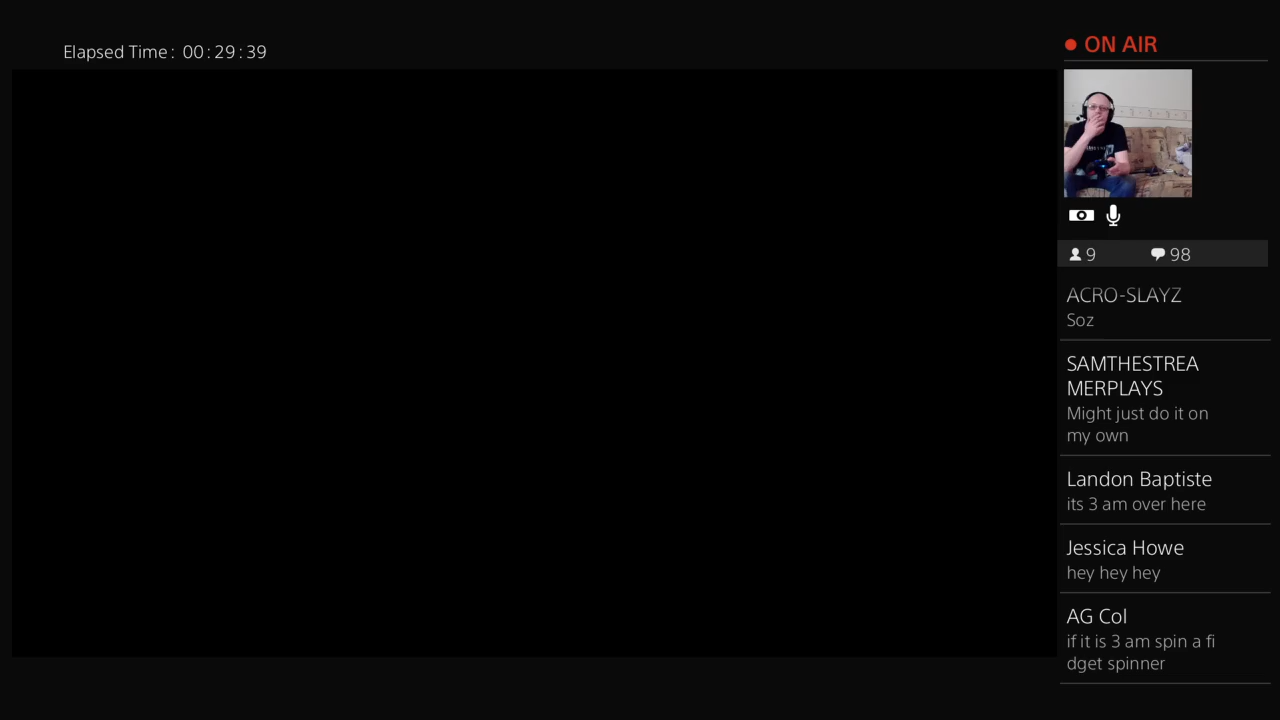 Elapsed Time: 00:29:39
ON AIR
9 98
ACRO-SLAYZ
Soz
SAMTHESTREA
MERPLAYS
Might just do it on
my own
Landon Baptiste
its 3 am over here
Jessica Howe
hey hey hey
AG Col
if it is 3 am spin a fi
dget spinner